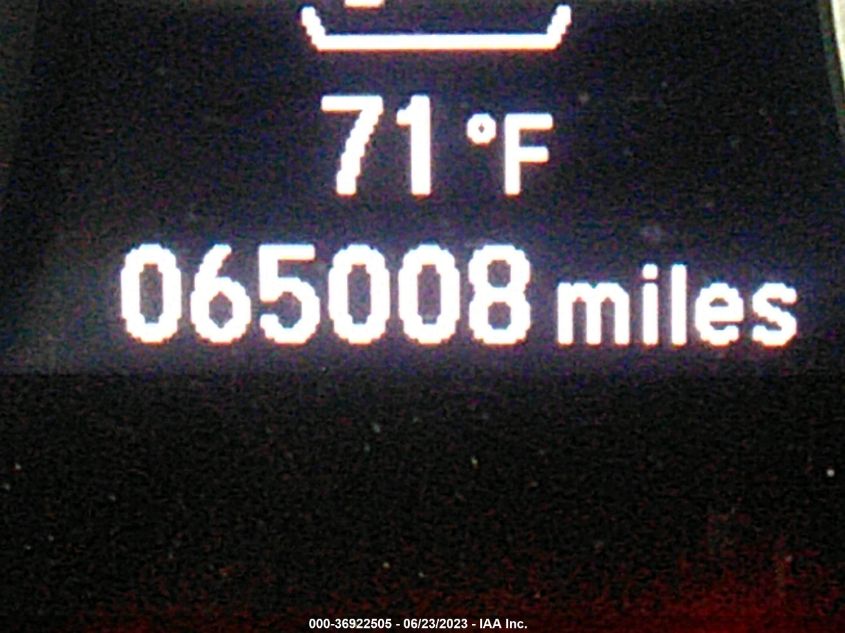 71 °F
065008 miles
000-36922505 - 06/23/2023 - IAA Inc.